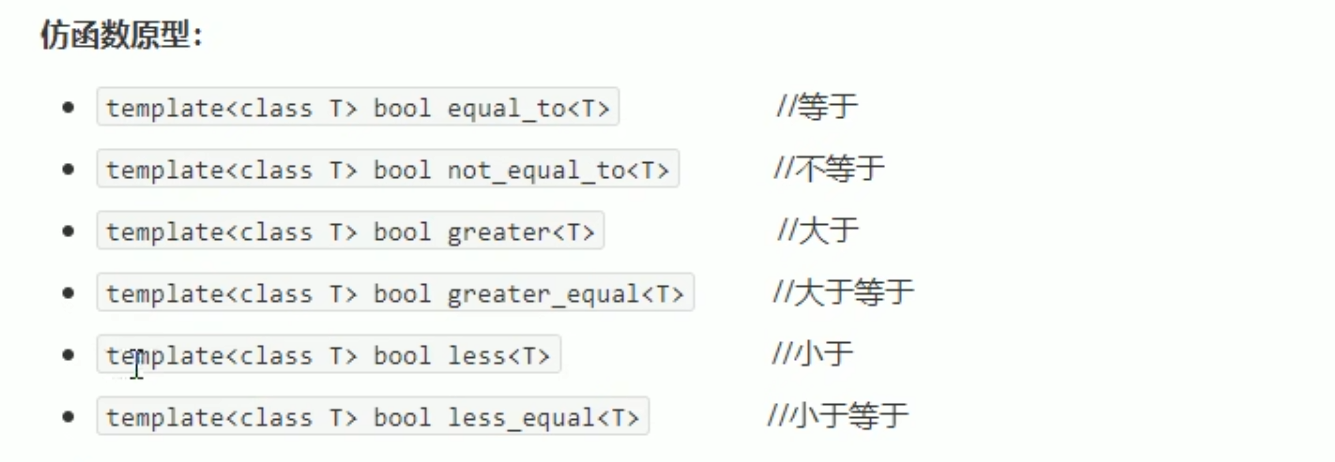 仿函数原型：
template<class T> bool equal_to<T> //等于
template<class T> bool not_equal_to<T> //不等于
template<class T> bool greater<T> //大于
template<class T> bool greater_equal<T> //大于等于
template<class T> bool less<T> //小于
template<class T> bool less_equal<T> //小于等于